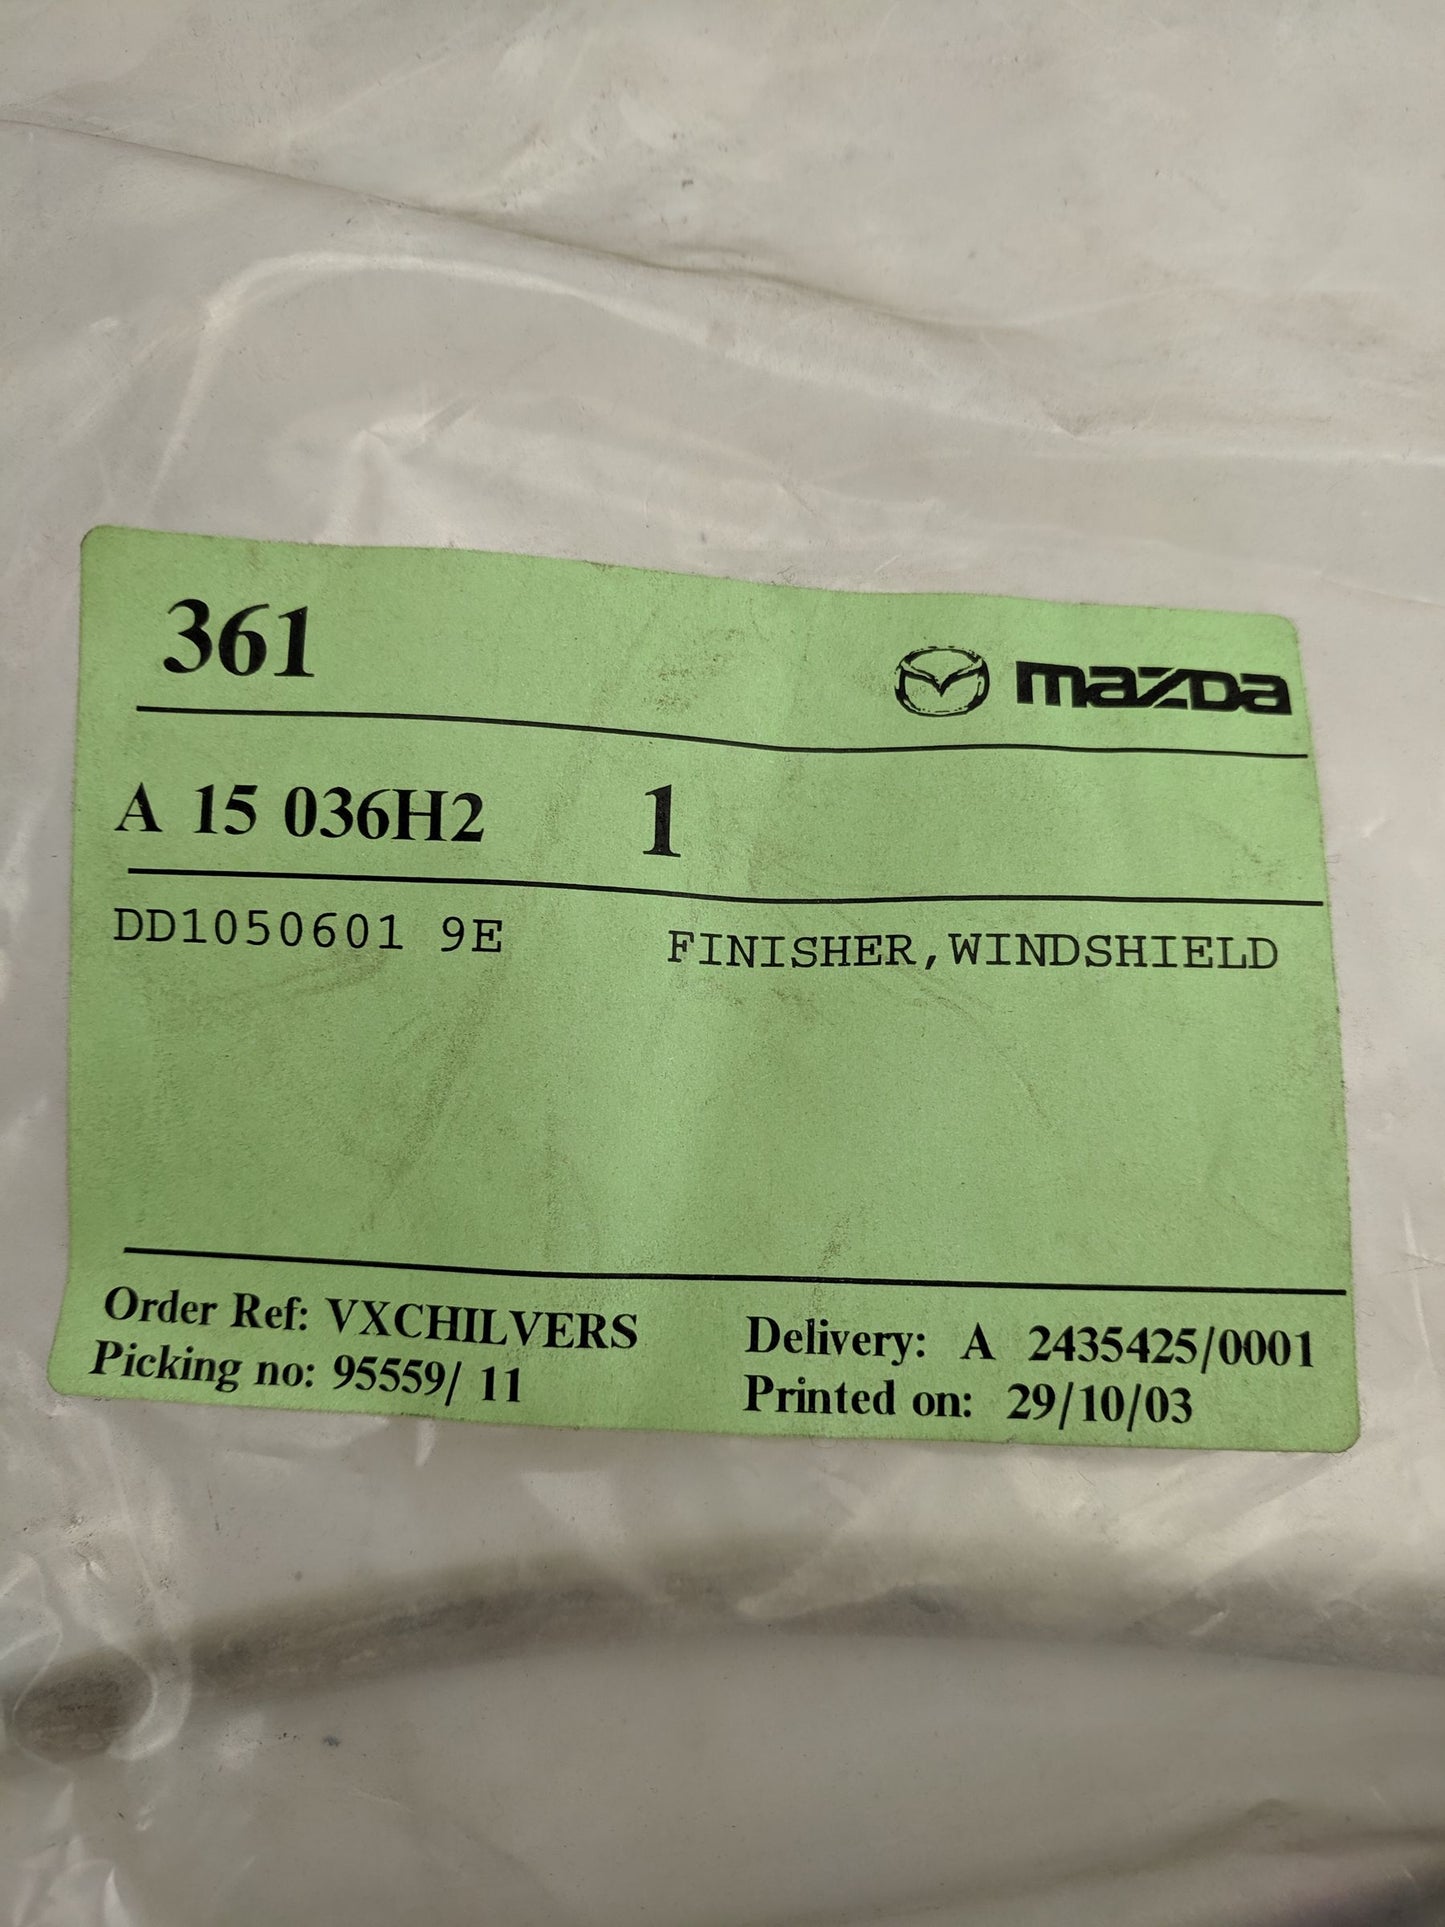 361
mazda
A 15 036H2 1
DD1050601 9E FINISHER,WINDSHIELD
Order Ref: VXCHILVERS Delivery: A 2435425/0001
Picking no: 95559/ 11 Printed on: 29/10/03